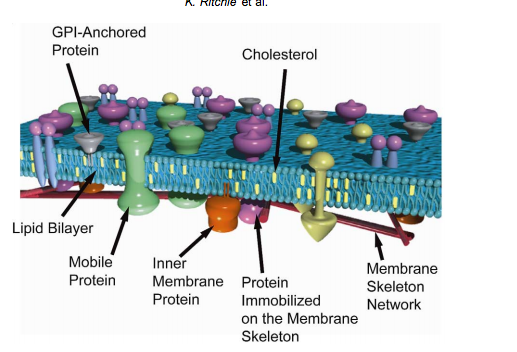 K. Ritchie et al.
GPI-Anchored
Protein
Cholesterol
Lipid Bilayer
Mobile
Protein
Inner
Membrane
Protein
Protein
Immobilized
on the Membrane
Skeleton
Membrane
Skeleton
Network